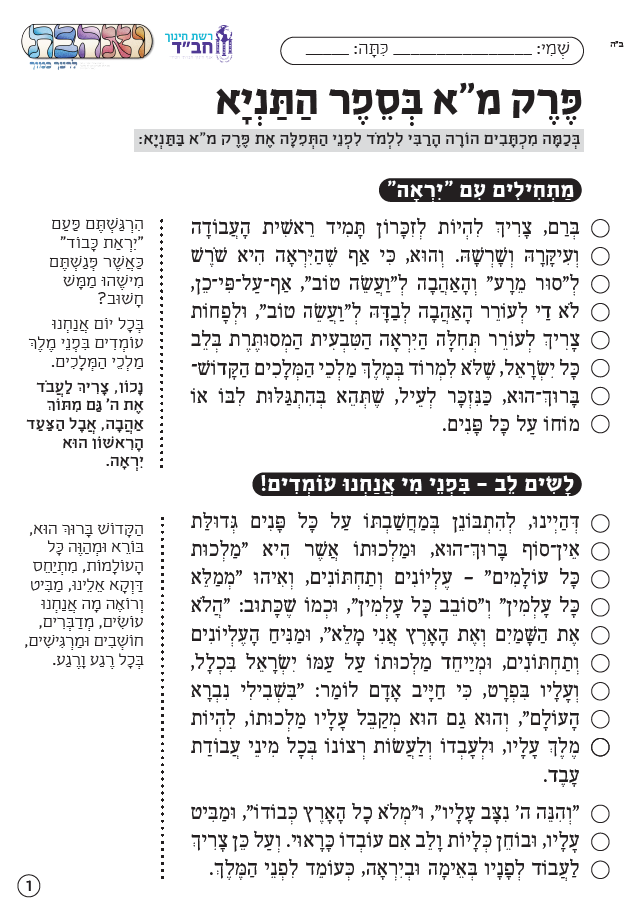 ב"ה
שְׁמִי: ________________ כִּתָּה: _____
רשת חינוך
חב"ד
ואהבת
לרעך כמוך
פֶּרֶק מ"א בְּסֵפֶר הַתַּנְיָא
בְּכַמָּה מִכְתָּבִים הוֹרָה הָרַבִּי לִלְמֹד לִפְנֵי הַתְּפִלָּה אֶת פֶּרֶק מ"א בַּתַּנְיָא:
מַתְחִילִים עִם "יִרְאָה"
בְּרַם, צָרִיךְ לִהְיוֹת לְזִכָּרוֹן תָּמִיד רֵאשִׁית הָעֲבוֹדָה
וְעִיקָּרָהּ וְשָׁרְשָׁהּ. וְהוּא, כִּי אַף שֶׁהַיִּרְאָה הִיא שֹׁרֶשׁ
לְ"סוּר מֵרָע" וְהָאַהֲבָה לְ"וַעֲשֵׂה טוֹב", אַף-עַל-פִּי-כֵן,
לֹא דַי לְעוֹרֵר הָאַהֲבָה לְבַדָּהּ לְ"וַעֲשֵׂה טוֹב", וּלְפָחוֹת
צָרִיךְ לְעוֹרֵר תְּחִלָּה הַיִּרְאָה הַטִּבְעִית הַמְסוּתֶּרֶת בְּלֵב
כָּל יִשְׂרָאֵל, שֶׁלֹּא לִמְרוֹד בְּמֶלֶךְ מַלְכֵי הַמְּלָכִים הַקָּדוֹשׁ-
בָּרוּךְ-הוּא, כַּנִּזְכָּר לְעֵיל, שֶׁתְּהֵא בְּהִתְגַּלּוּת לִבּוֹ אוֹ
מוֹחוֹ עַל כָּל פָּנִים.
הִרְגַּשְׁתֶּם פַּעַם
"יִרְאַת כָּבוֹד"
כַּאֲשֶׁר פְּגַשְׁתֶּם
מִישֶׁהוּ מַמָּשׁ
חָשׁוּב?
בְּכָל יוֹם אֲנַחְנוּ
עוֹמְדִים בִּפְנֵי מֶלֶךְ
מַלְכֵי הַמְּלָכִים.
נָכוֹן, צָרִיךְ לַעֲבֹד
אֶת ה' גַּם מִתּוֹךְ
אַהֲבָה, אֲבָל הַצַּעַד
הָרִאשׁוֹן הוּא
יִרְאָה.
לָשִׂים לֵב – בִּפְנֵי מִי אֲנַחְנוּ עוֹמְדִים!
דְּהַיְינוּ, לְהִתְבּוֹנֵן בְּמַחֲשַׁבְתּוֹ עַל כָּל פָּנִים גְּדוּלַּת
אֵין-סוֹף בָּרוּךְ-הוּא, וּמַלְכוּתוֹ אֲשֶׁר הִיא "מַלְכוּת
כָּל עוֹלָמִים" – עֶלְיוֹנִים וְתַחְתּוֹנִים, וְאִיהוּ "מְמַלֵּא
כָּל עָלְמִין" וְ"סוֹבֵב כָּל עָלְמִין", וּכְמוֹ שֶׁכָּתוּב: "הֲלֹא
אֶת הַשָּׁמַיִם וְאֶת הָאָרֶץ אֲנִי מָלֵא", וּמַנִּיחַ הָעֶלְיוֹנִים
וְתַחְתּוֹנִים, וּמְיַיחֵד מַלְכוּתוֹ עַל עַמּוֹ יִשְׂרָאֵל בִּכְלָל,
וְעָלָיו בִּפְרָט, כִּי חַיָּיב אָדָם לוֹמַר: "בִּשְׁבִילִי נִבְרָא
הָעוֹלָם", וְהוּא גַם הוּא מְקַבֵּל עָלָיו מַלְכוּתוֹ, לִהְיוֹת
מֶלֶךְ עָלָיו, וּלְעָבְדוֹ וְלַעֲשׂוֹת רְצוֹנוֹ בְּכָל מִינֵי עֲבוֹדַת
עָבֶד.
"וְהִנֵּה ה' נִצָּב עָלָיו", וּ"מְלֹא כָל הָאָרֶץ כְּבוֹדוֹ", וּמַבִּיט
עָלָיו, וּבוֹחֵן כְּלָיוֹת וָלֵב אִם עוֹבְדוֹ כָּרָאוּי. וְעַל כֵּן צָרִיךְ
לַעֲבוֹד לְפָנָיו בְּאֵימָה וּבְיִרְאָה, כְּעוֹמֵד לִפְנֵי הַמֶּלֶךְ.
הַקָּדוֹשׁ בָּרוּךְ הוּא,
בּוֹרֵא וּמְהַוֶּה כָּל
הָעוֹלָמוֹת, מִתְיַחֵס
דַּוְקָא אֵלֵינוּ, מַבִּיט
וְרוֹאֶה מָה אֲנַחְנוּ
עוֹשִׂים, מְדַבְּרִים,
חוֹשְׁבִים וּמַרְגִּישִׁים,
בְּכָל רֶגַע וָרֶגַע.
1